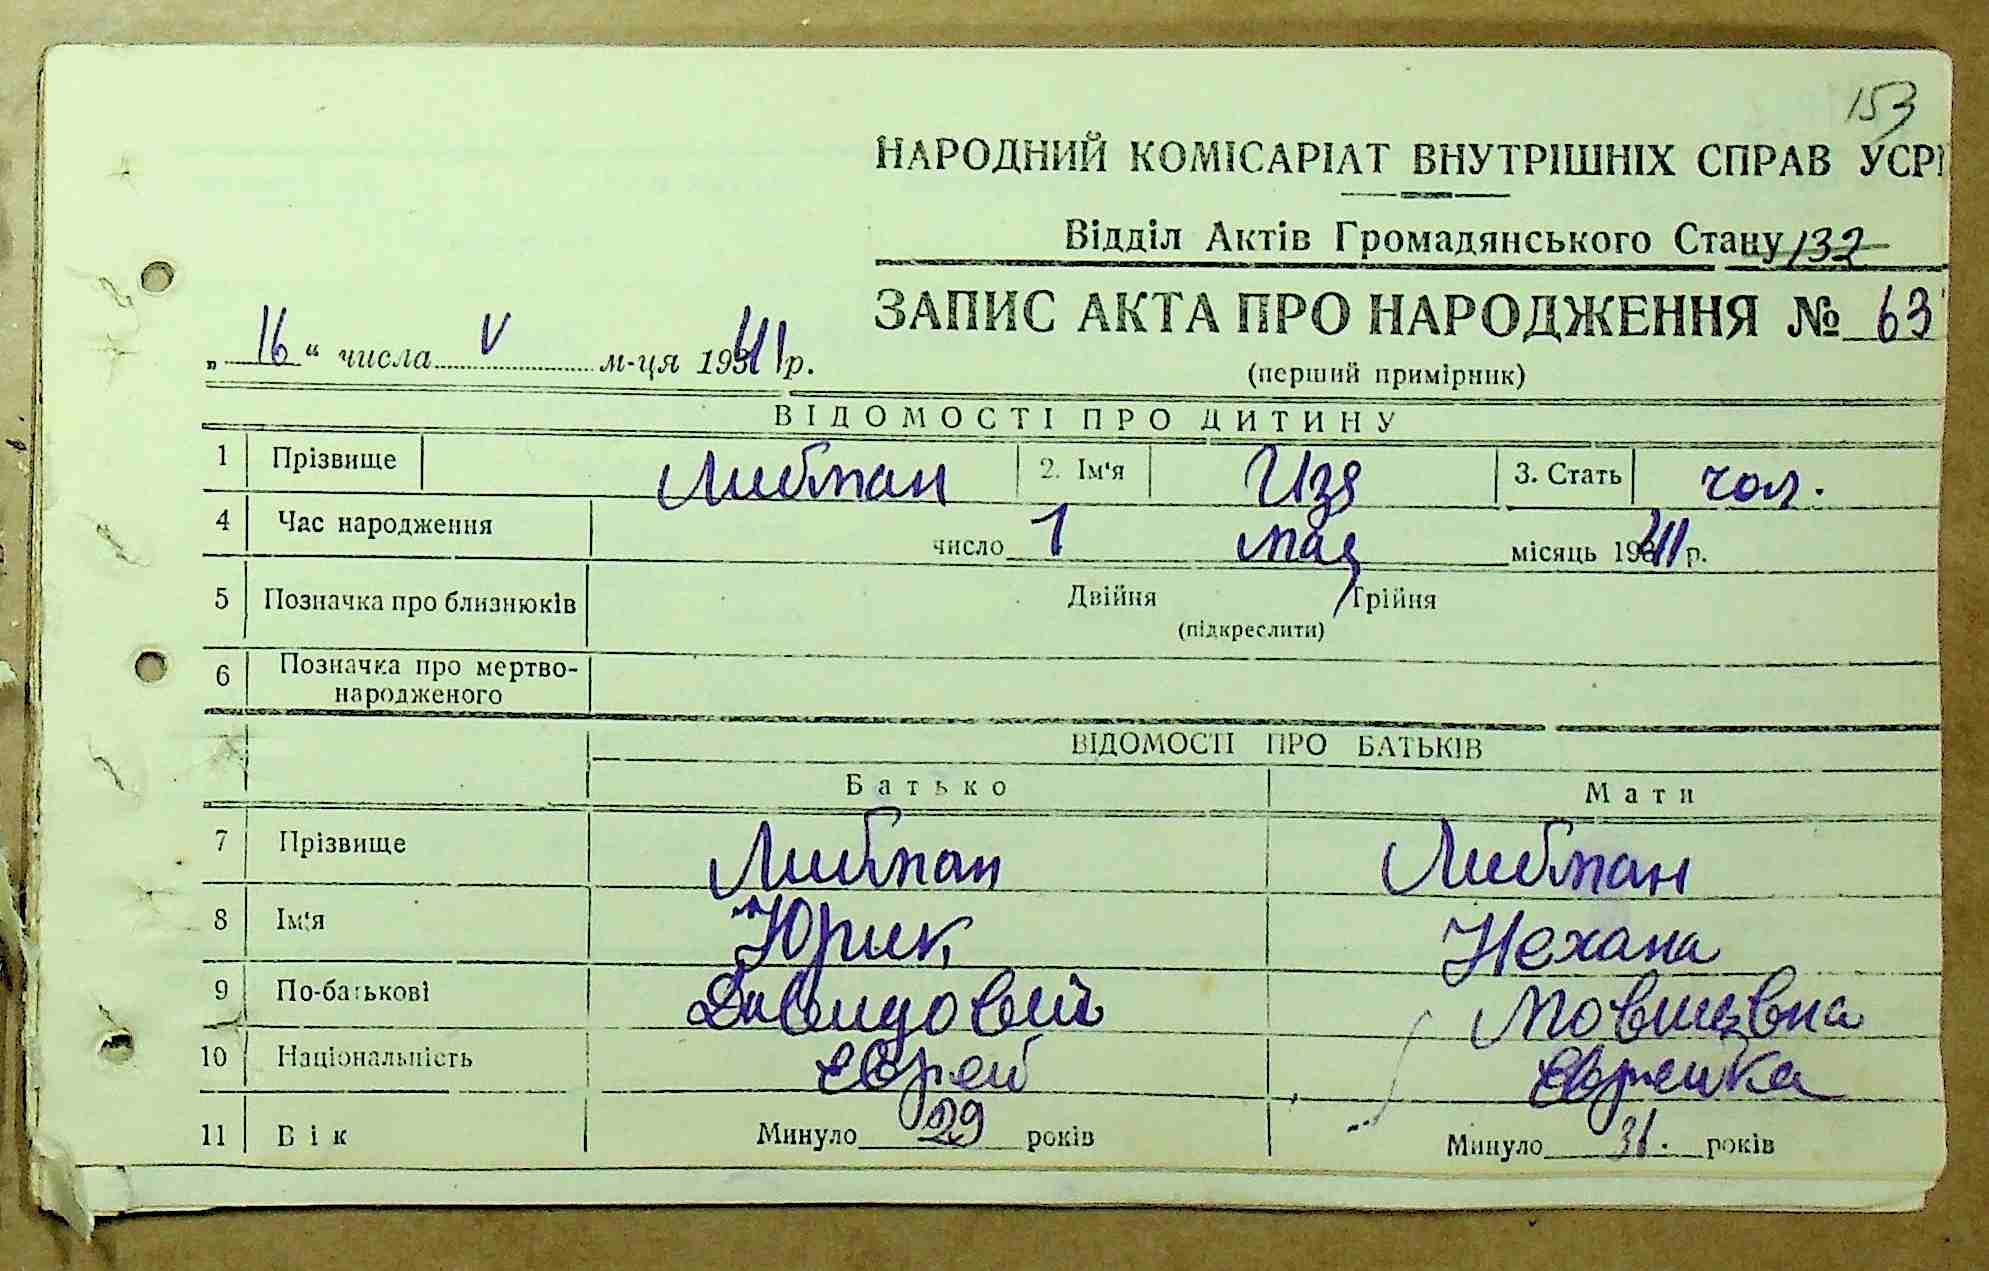 153
НАРОДНИЙ КОМІСАРІАТ ВНУТРІШНІХ СПРАВ УСРР
Відділ Актів Громадянського Стану 132
ЗАПИС АКТА ПРО НАРОДЖЕННЯ № 63
„ 16 “ числа V м-ця 1941 р.
(перший примірник)
ВІДОМОСТІ ПРО ДИТИНУ
1 Прізвище Либман 2. Ім'я Изя 3. Стать чол.
4 Час народження число 1 мая місяць 1941 р.
5 Позначка про близнюків Двійня Трійня
(підкреслити)
6 Позначка про мертво-
народженого
ВІДОМОСТІ ПРО БАТЬКІВ
Батько Мати
7 Прізвище Либман Либман
8 Ім'я Юрик Нехана
9 По-батькові Давидовий Мовшевна
10 Національність еврей еврейка
11 Вік Минуло 29 років Минуло 31. років